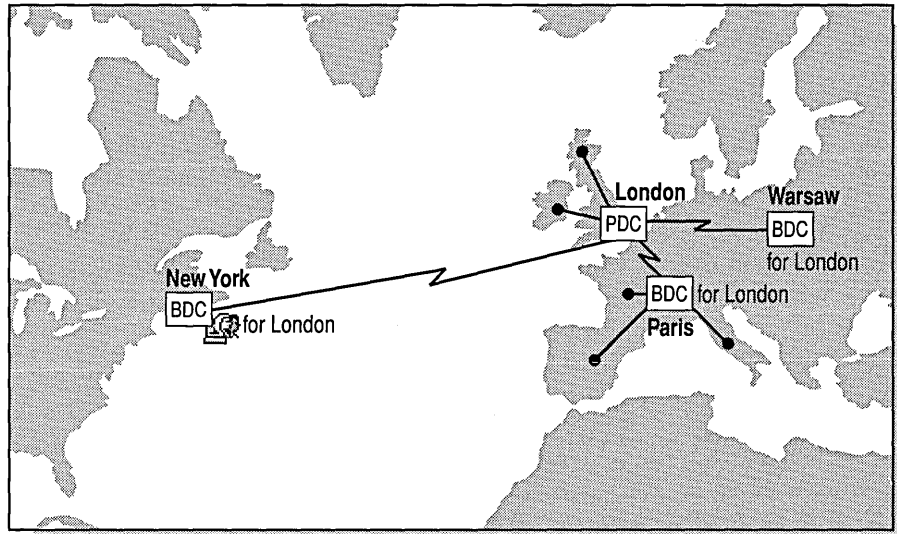 London
PDC
Warsaw
BDC
for London
New York
BDC
for London
BDC for London
Paris